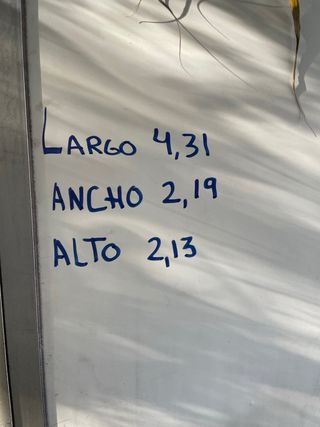 LARGO 4,31
ANCHO 2,19
ALTO 2,13